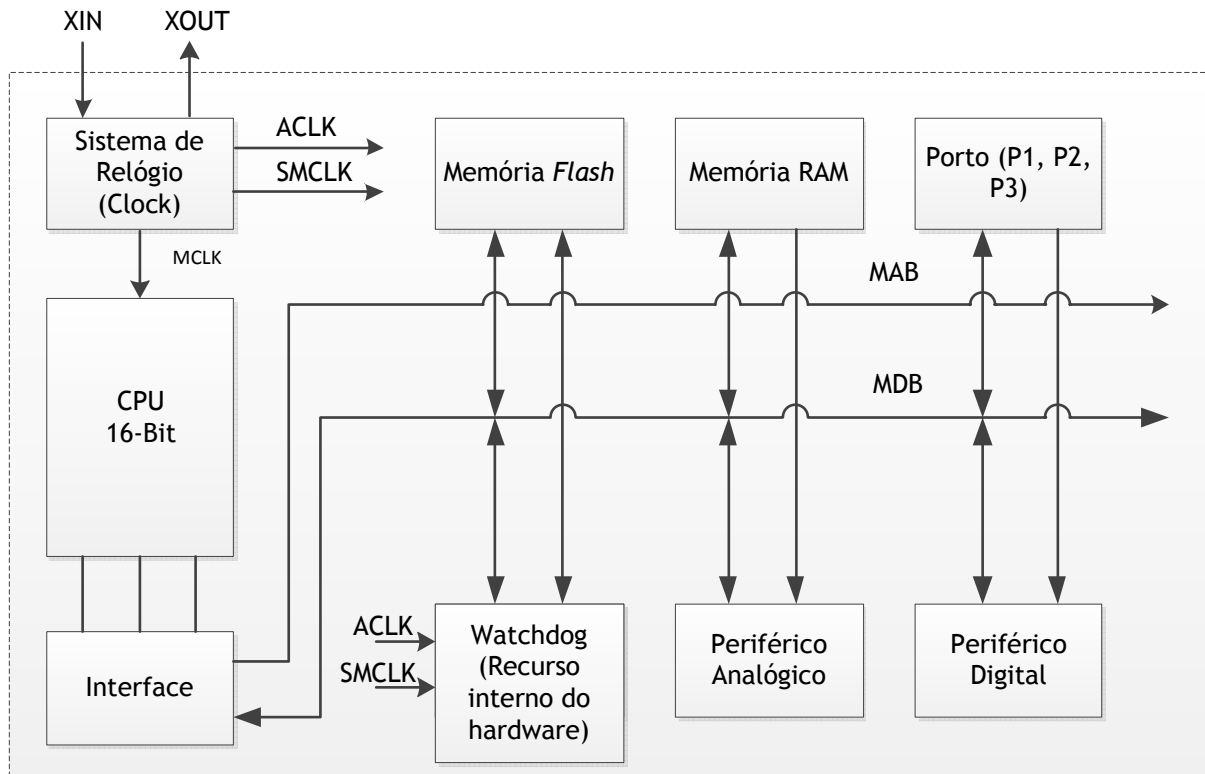 XIN
XOUT
Sistema de
Relógio
(Clock)
ACLK
SMCLK
Memória Flash
Memória RAM
Porto (P1, P2,
P3)
MCLK
MAB
CPU
16-Bit
MDB
Interface
ACLK
SMCLK
Watchdog
(Recurso
interno do
hardware)
Periférico
Analógico
Periférico
Digital